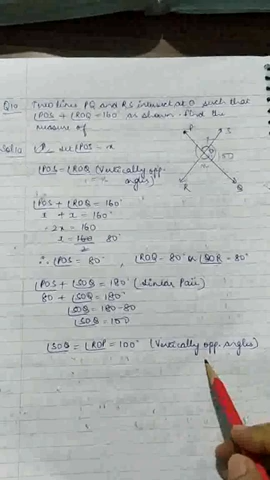 Q10 Two lines PQ and RS intersect at O such that
∠POS + ∠ROQ = 160° as shown. Find the
measure of
Soln10 Let ∠POS = x
∠POS = ∠ROQ (Vertically opp.
= x angles)
P S
O
R Q
∠POS + ∠ROQ = 160°
x + x = 160°
= 2x = 160
x = 160 80°
2
∴ ∠POS = 80°, ∠ROQ - 80° or ∠QOR - 80°
∠POS + ∠SOQ = 180° (Linear Pair)
80 + ∠SOQ = 180°
∠SOQ = 180-80
∠SOQ = 100
∠SOQ = ∠ROP = 100° (Vertically opp. angles)